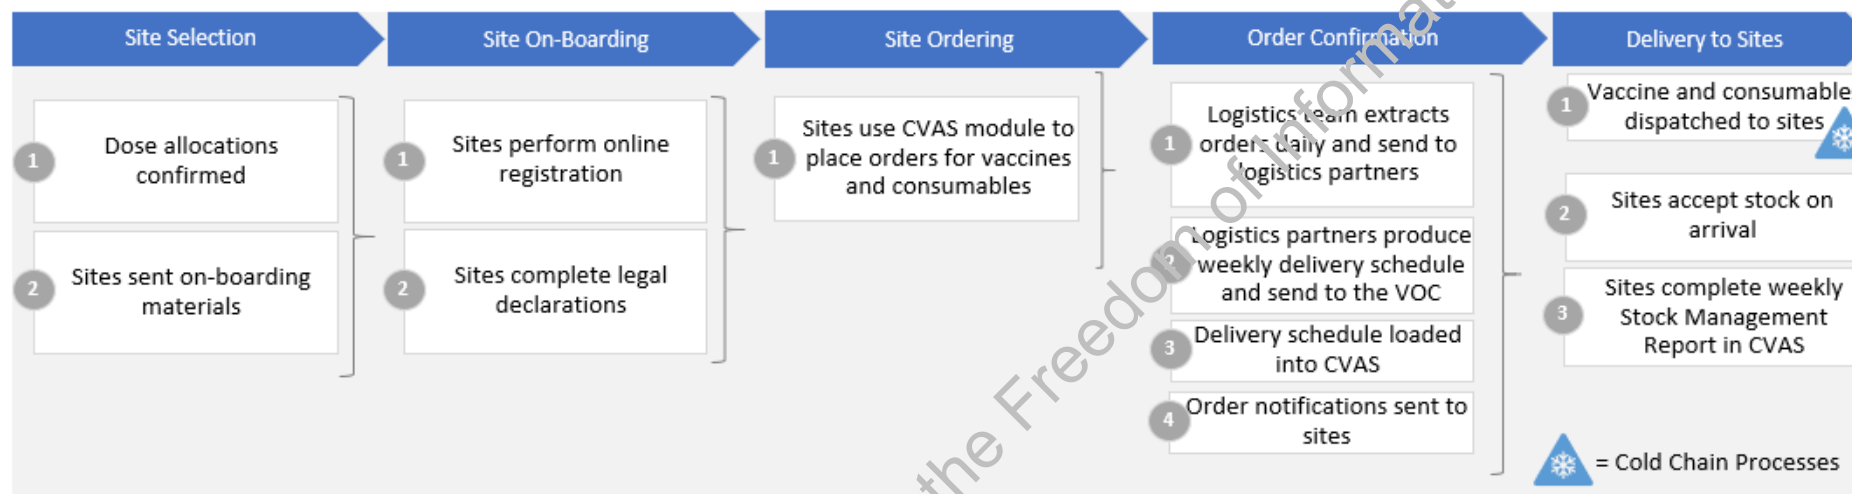 Site Selection
Site On-Boarding
Site Ordering
Order Confirmation
Delivery to Sites
1
Dose allocations
confirmed
2
Sites sent on-boarding
materials
1
Sites perform online
registration
2
Sites complete legal
declarations
1
Sites use CVAS module to
place orders for vaccines
and consumables
1
Logistics team extracts
orders daily and send to
logistics partners
2
Logistics partners produce
weekly delivery schedule
and send to the VOC
3
Delivery schedule loaded
into CVAS
4
Order notifications sent to
sites
1
Vaccine and consumable
dispatched to sites
2
Sites accept stock on
arrival
3
Sites complete weekly
Stock Management
Report in CVAS
= Cold Chain Processes
the Freedom of Informat